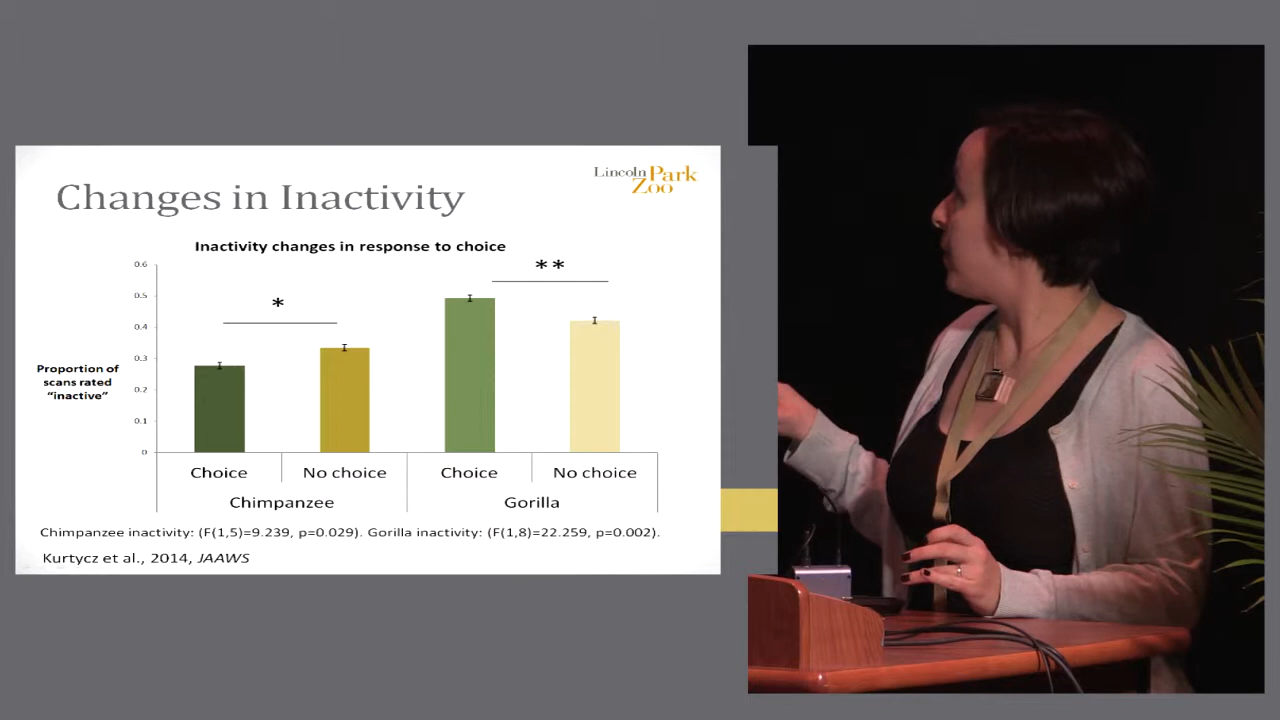 Changes in Inactivity
Lincoln Park
Zoo
Inactivity changes in response to choice
0.6
0.5
0.4
0.3
0.2
0.1
0
Proportion of
scans rated
“inactive”
*
**
Choice
No choice
Choice
No choice
Chimpanzee
Gorilla
Chimpanzee inactivity: (F(1,5)=9.239, p=0.029). Gorilla inactivity: (F(1,8)=22.259, p=0.002).
Kurtycz et al., 2014, JAAWS